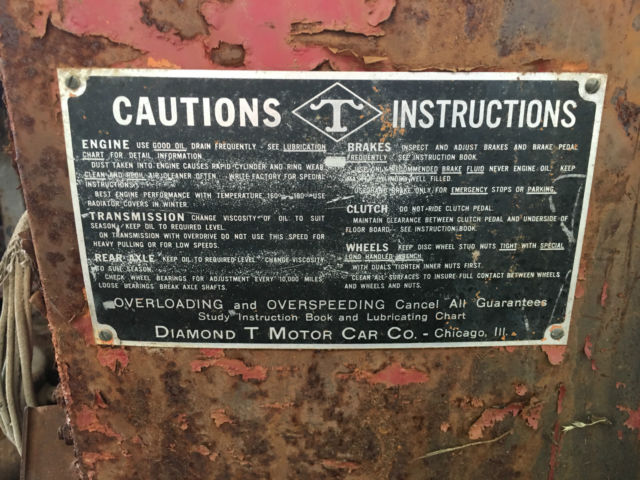 CAUTIONS T INSTRUCTIONS
ENGINE USE GOOD OIL, DRAIN FREQUENTLY. SEE LUBRICATION
CHART FOR DETAIL INFORMATION.
DUST TAKEN INTO ENGINE CAUSES RAPID CYLINDER AND RING WEAR
CLEAN AND REOIL AIR CLEANER OFTEN. WRITE FACTORY FOR SPECIAL
INSTRUCTIONS.
BEST ENGINE PERFORMANCE WITH TEMPERATURE 160°-180° USE
RADIATOR COVERS IN WINTER.
TRANSMISSION CHANGE VISCOSITY OF OIL TO SUIT
SEASON. KEEP OIL TO REQUIRED LEVEL.
ON TRANSMISSION WITH OVERDRIVE DO NOT USE THIS SPEED FOR
HEAVY PULLING OR FOR LOW SPEEDS.
REAR AXLE KEEP OIL TO REQUIRED LEVEL. CHANGE VISCOSITY
TO SUIT SEASON.
CHECK WHEEL BEARINGS FOR ADJUSTMENT EVERY 10,000 MILES
LOOSE BEARINGS BREAK AXLE SHAFTS.
BRAKES INSPECT AND ADJUST BRAKES AND BRAKE PEDAL
FREQUENTLY. SEE INSTRUCTION BOOK.
USE ONLY RECOMMENDED BRAKE FLUID NEVER ENGINE OIL. KEEP
WELL FILLED.
USE HAND BRAKE ONLY FOR EMERGENCY STOPS OR PARKING.
CLUTCH DO NOT RIDE CLUTCH PEDAL.
MAINTAIN CLEARANCE BETWEEN CLUTCH PEDAL AND UNDERSIDE OF
FLOOR BOARD. SEE INSTRUCTION BOOK.
WHEELS KEEP DISC WHEEL STUD NUTS TIGHT WITH SPECIAL
LONG HANDLED WRENCH.
WITH DUALS TIGHTEN INNER NUTS FIRST.
CLEAN ALL SURFACES TO INSURE FULL CONTACT BETWEEN WHEELS
AND WHEELS AND NUTS.
OVERLOADING and OVERSPEEDING Cancel All Guarantees
Study Instruction Book and Lubricating Chart
DIAMOND T MOTOR CAR CO. - Chicago, Ill.